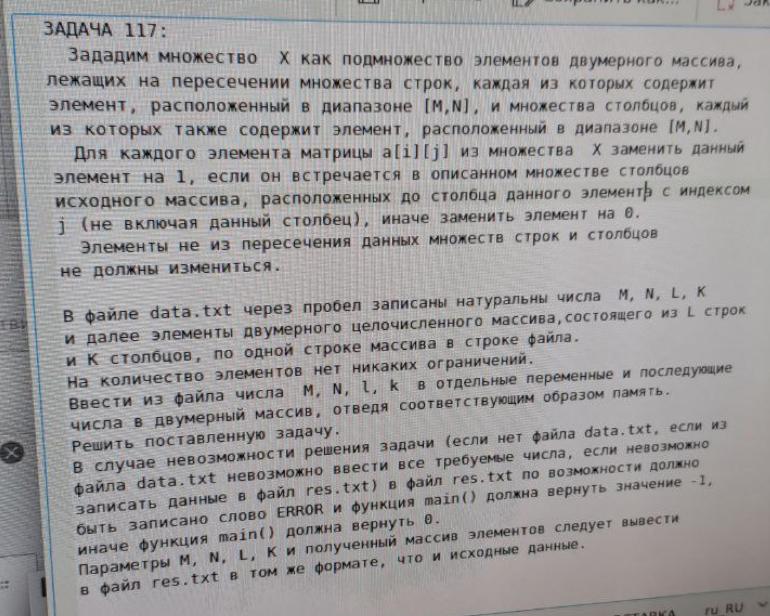 ЗАДАЧА 117:
Зададим множество X как подмножество элементов двумерного массива,
лежащих на пересечении множества строк, каждая из которых содержит
элемент, расположенный в диапазоне [M,N], и множества столбцов, каждый
из которых также содержит элемент, расположенный в диапазоне [M,N].
Для каждого элемента матрицы a[i][j] из множества X заменить данный
элемент на 1, если он встречается в описанном множестве столбцов
исходного массива, расположенных до столбца данного элемента с индексом
j (не включая данный столбец), иначе заменить элемент на 0.
Элементы не из пересечения данных множеств строк и столбцов
не должны измениться.
В файле data.txt через пробел записаны натуральны числа M, N, L, K
и далее элементы двумерного целочисленного массива,состоящего из L строк
и K столбцов, по одной строке массива в строке файла.
На количество элементов нет никаких ограничений.
Ввести из файла числа M, N, l, k в отдельные переменные и последующие
числа в двумерный массив, отведя соответствующим образом память.
Решить поставленную задачу.
В случае невозможности решения задачи (если нет файла data.txt, если из
файла data.txt невозможно ввести все требуемые числа, если невозможно
записать данные в файл res.txt) в файл res.txt по возможности должно
быть записано слово ERROR и функция main() должна вернуть значение -1,
иначе функция main() должна вернуть 0.
Параметры M, N, L, K и полученный массив элементов следует вывести
в файл res.txt в том же формате, что и исходные данные.
ru_RU